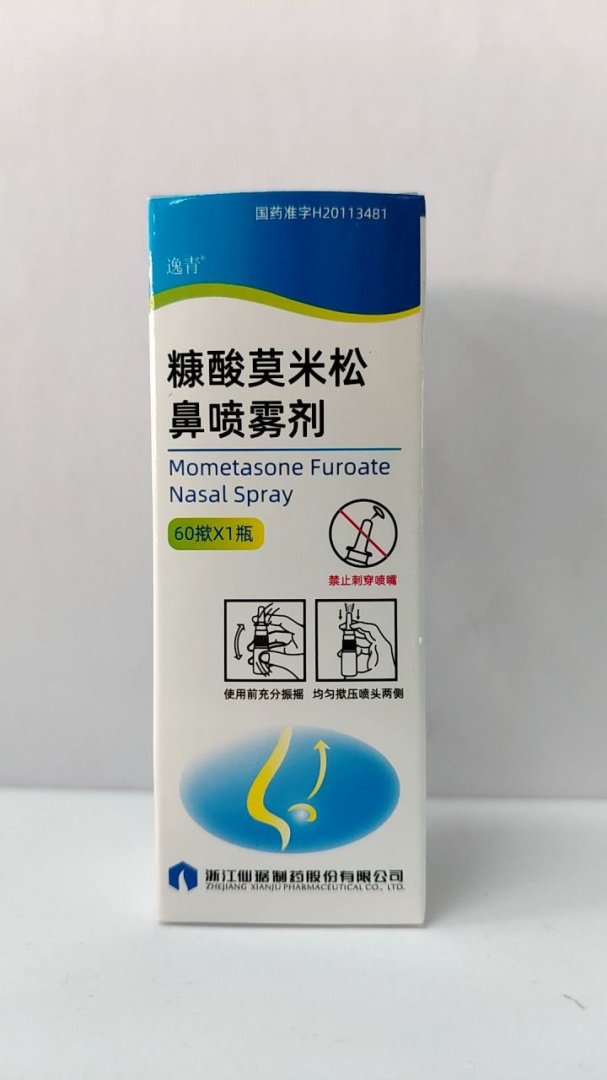 国药准字H20113481
逸青®
糠酸莫米松
鼻喷雾剂
Mometasone Furoate
Nasal Spray
60揿X1瓶
禁止刺穿喷嘴
使用前充分振摇 均匀揿压喷头两侧
浙江仙琚制药股份有限公司
ZHEJIANG XIANJU PHARMACEUTICAL CO., LTD.